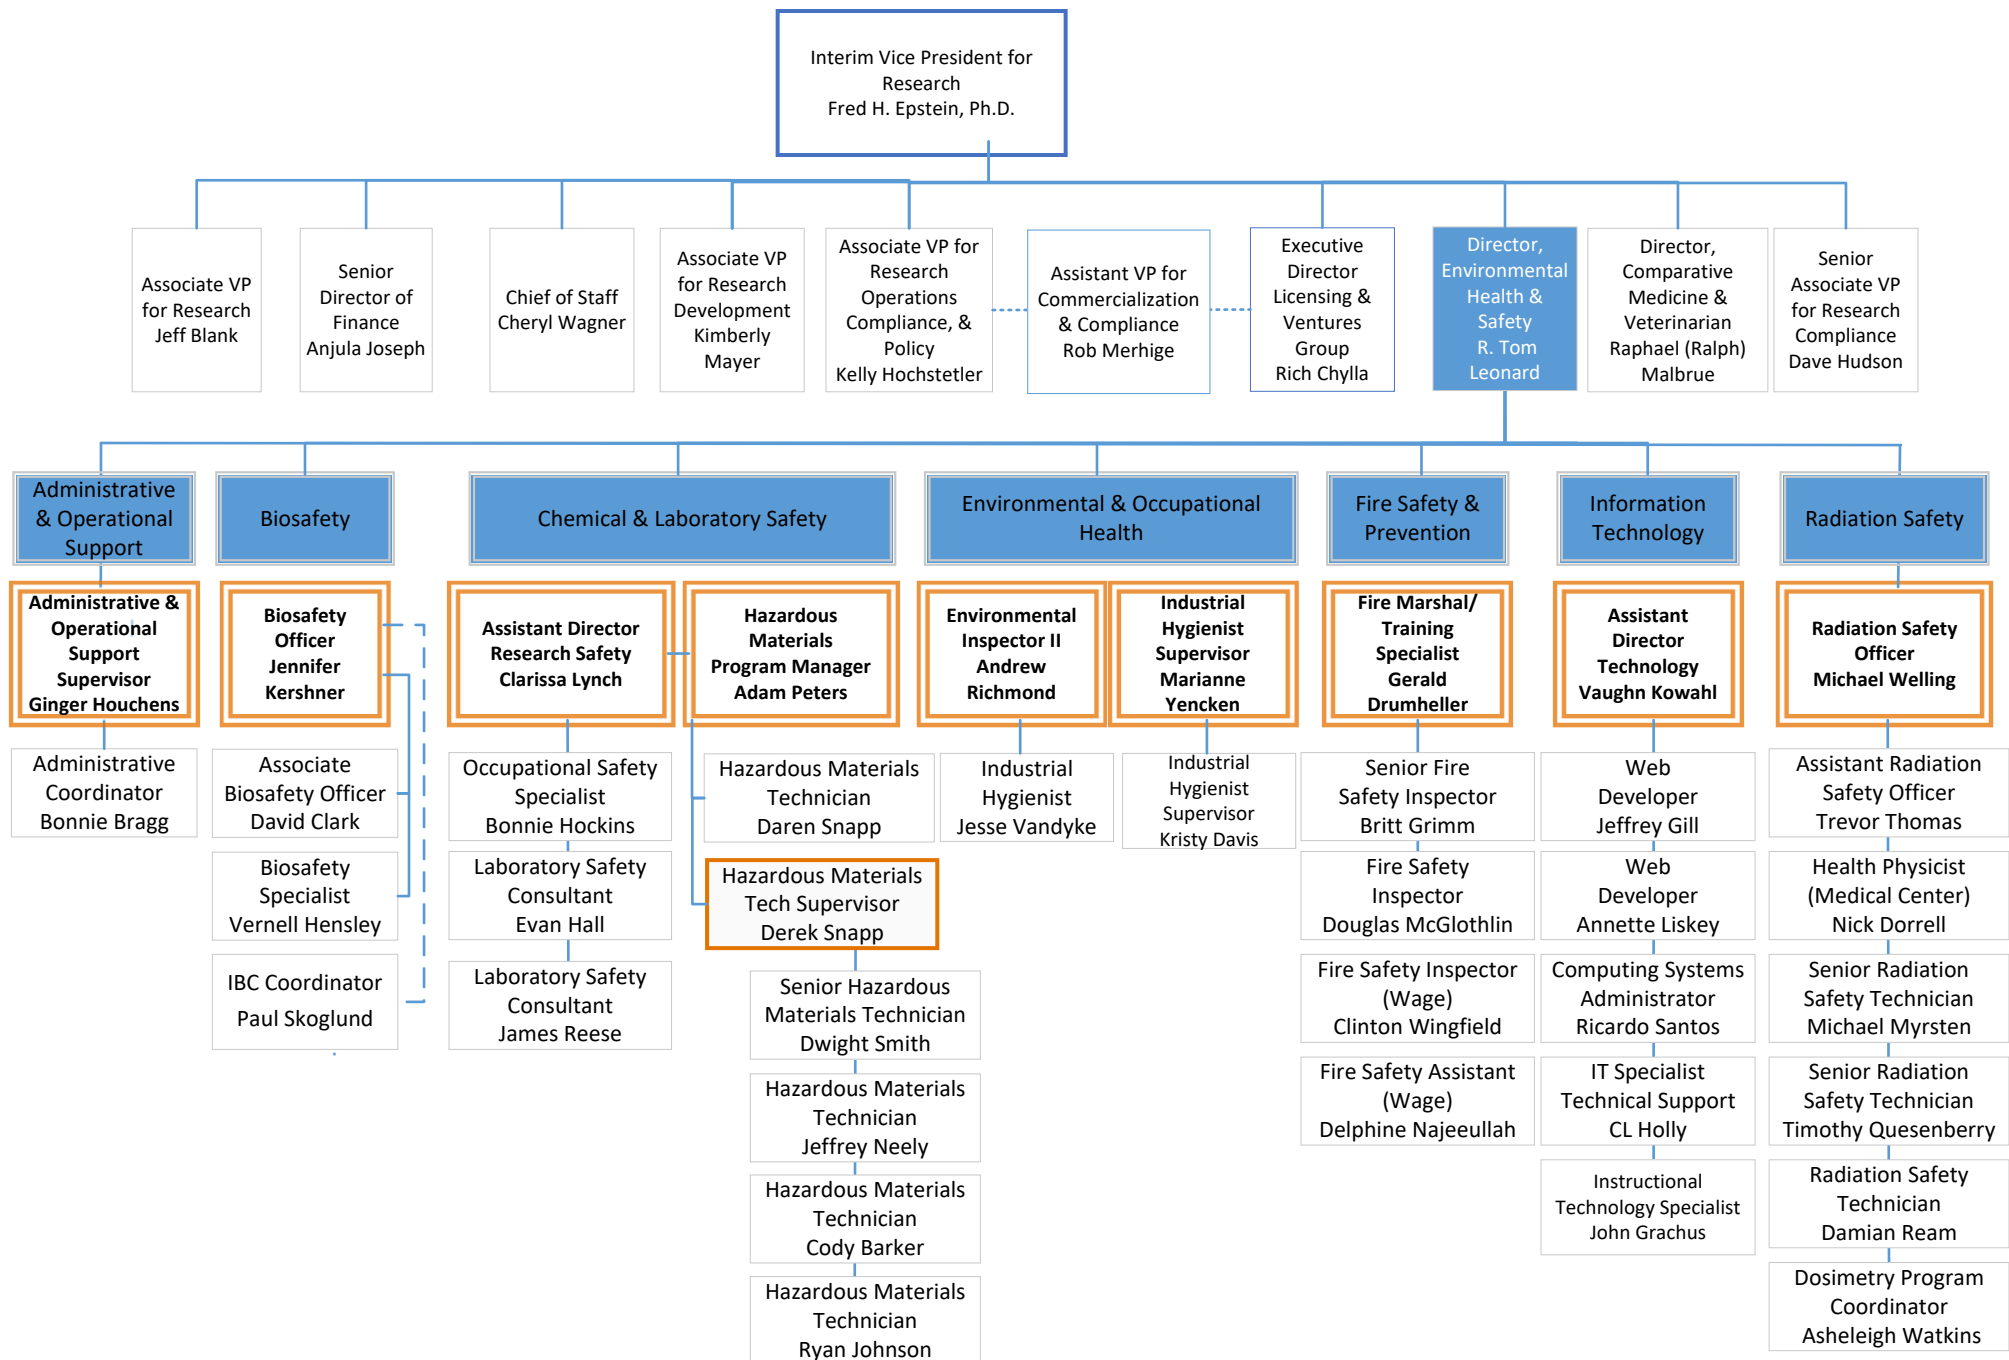 Interim Vice President for
Research
Fred H. Epstein, Ph.D.
Associate VP
for Research
Jeff Blank
Senior
Director of
Finance
Anjula Joseph
Chief of Staff
Cheryl Wagner
Associate VP
for Research
Development
Kimberly
Mayer
Associate VP for
Research
Operations
Compliance, &
Policy
Kelly Hochstetler
Assistant VP for
Commercialization
& Compliance
Rob Merhige
Executive
Director
Licensing &
Ventures
Group
Rich Chylla
Director,
Environmental
Health &
Safety
R. Tom
Leonard
Director,
Comparative
Medicine &
Veterinarian
Raphael (Ralph)
Malbrue
Senior
Associate VP
for Research
Compliance
Dave Hudson
Administrative
& Operational
Support
Biosafety
Chemical & Laboratory Safety
Environmental & Occupational
Health
Fire Safety &
Prevention
Information
Technology
Radiation Safety
Administrative &
Operational
Support
Supervisor
Ginger Houchens
Biosafety
Officer
Jennifer
Kershner
Assistant Director
Research Safety
Clarissa Lynch
Hazardous
Materials
Program Manager
Adam Peters
Environmental
Inspector II
Andrew
Richmond
Industrial
Hygienist
Supervisor
Marianne
Yencken
Fire Marshal/
Training
Specialist
Gerald
Drumheller
Assistant
Director
Technology
Vaughn Kowahl
Radiation Safety
Officer
Michael Welling
Administrative
Coordinator
Bonnie Bragg
Associate
Biosafety Officer
David Clark
Biosafety
Specialist
Vernell Hensley
IBC Coordinator
Paul Skoglund
Occupational Safety
Specialist
Bonnie Hockins
Laboratory Safety
Consultant
Evan Hall
Laboratory Safety
Consultant
James Reese
Hazardous Materials
Technician
Daren Snapp
Hazardous Materials
Tech Supervisor
Derek Snapp
Senior Hazardous
Materials Technician
Dwight Smith
Hazardous Materials
Technician
Jeffrey Neely
Hazardous Materials
Technician
Cody Barker
Hazardous Materials
Technician
Ryan Johnson
Industrial
Hygienist
Jesse Vandyke
Industrial
Hygienist
Supervisor
Kristy Davis
Senior Fire
Safety Inspector
Britt Grimm
Fire Safety
Inspector
Douglas McGlothlin
Fire Safety Inspector
(Wage)
Clinton Wingfield
Fire Safety Assistant
(Wage)
Delphine Najeeullah
Web
Developer
Jeffrey Gill
Web
Developer
Annette Liskey
Computing Systems
Administrator
Ricardo Santos
IT Specialist
Technical Support
CL Holly
Instructional
Technology Specialist
John Grachus
Assistant Radiation
Safety Officer
Trevor Thomas
Health Physicist
(Medical Center)
Nick Dorrell
Senior Radiation
Safety Technician
Michael Myrsten
Senior Radiation
Safety Technician
Timothy Quesenberry
Radiation Safety
Technician
Damian Ream
Dosimetry Program
Coordinator
Asheleigh Watkins